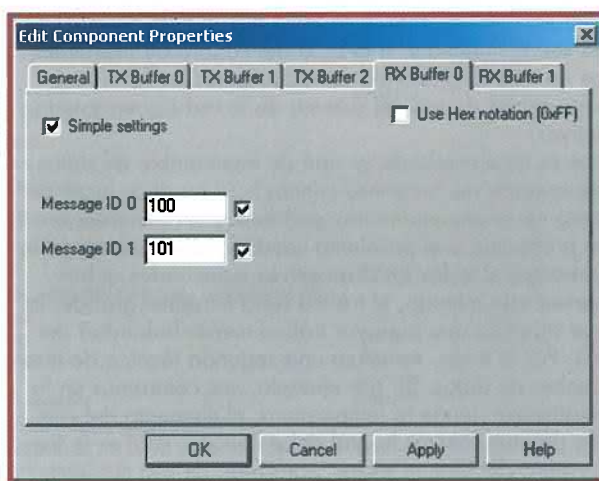 Edit Component Properties
General TX Buffer 0 TX Buffer 1 TX Buffer 2 RX Buffer 0 RX Buffer 1
Simple settings
Use Hex notation (0xFF)
Message ID 0 100
Message ID 1 101
OK Cancel Apply Help